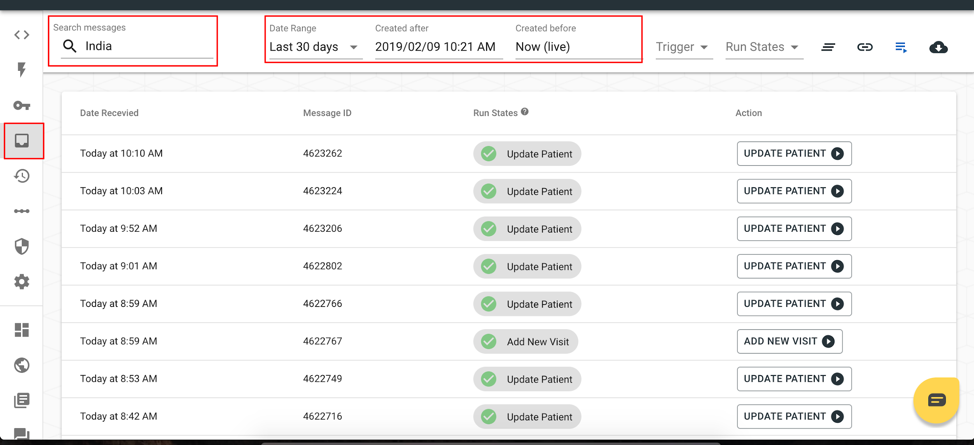 Search messages
India
Date Range
Last 30 days
Created after
2019/02/09 10:21 AM
Created before
Now (live)
Trigger
Run States
Date Recevied Message ID Run States Action
Today at 10:10 AM 4623262 Update Patient UPDATE PATIENT
Today at 10:03 AM 4623224 Update Patient UPDATE PATIENT
Today at 9:52 AM 4623206 Update Patient UPDATE PATIENT
Today at 9:01 AM 4622802 Update Patient UPDATE PATIENT
Today at 8:59 AM 4622766 Update Patient UPDATE PATIENT
Today at 8:59 AM 4622767 Add New Visit ADD NEW VISIT
Today at 8:53 AM 4622749 Update Patient UPDATE PATIENT
Today at 8:42 AM 4622716 Update Patient UPDATE PATIENT